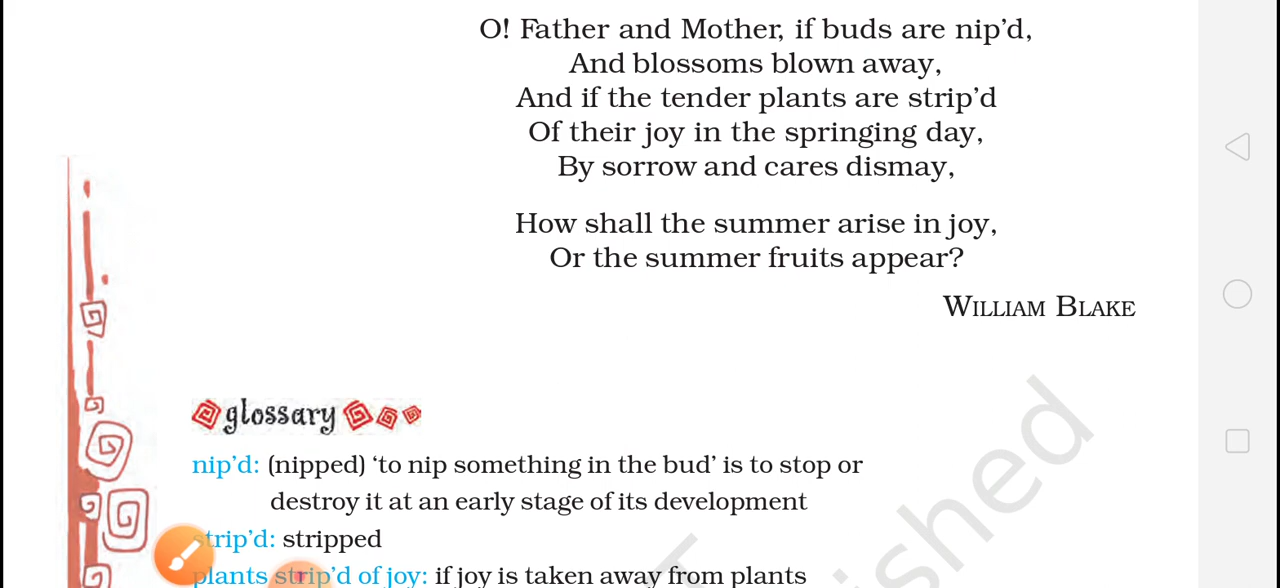 O! Father and Mother, if buds are nip’d,
And blossoms blown away,
And if the tender plants are strip’d
Of their joy in the springing day,
By sorrow and cares dismay,
How shall the summer arise in joy,
Or the summer fruits appear?
WILLIAM BLAKE
glossary
nip’d: (nipped) ‘to nip something in the bud’ is to stop or
destroy it at an early stage of its development
strip’d: stripped
plants strip’d of joy: if joy is taken away from plants